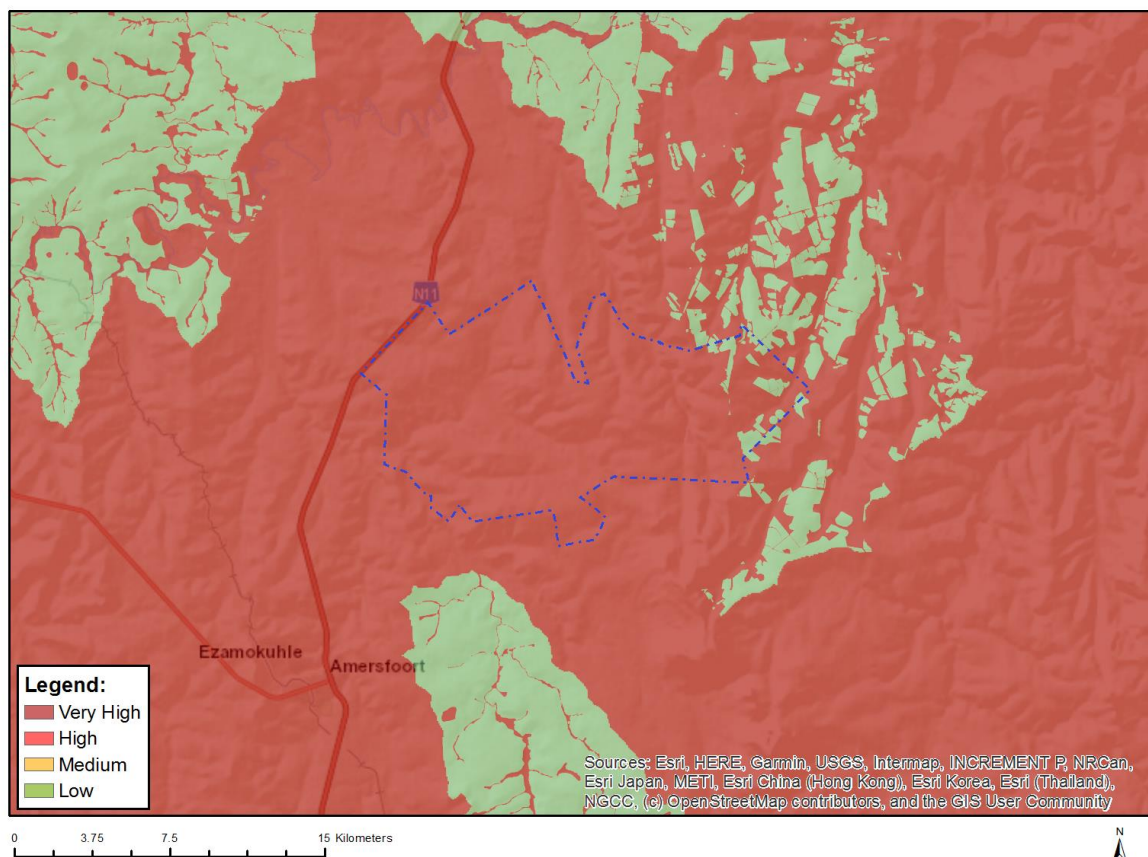 N11
Ezamokuhle
Amersfoort
Legend:
Very High
High
Medium
Low
Sources: Esri, HERE, Garmin, USGS, Intermap, INCREMENT P, NRCan,
Esri Japan, METI, Esri China (Hong Kong), Esri Korea, Esri (Thailand),
NGCC, (c) OpenStreetMap contributors, and the GIS User Community
0 3.75 7.5 15 Kilometers
N